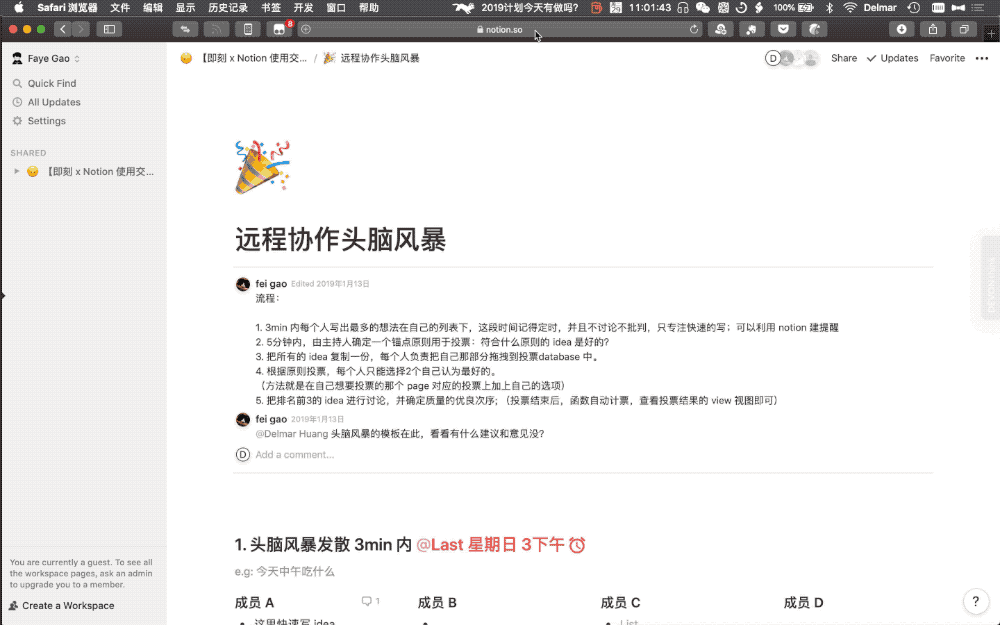 Safari 浏览器 文件 编辑 显示 历史记录 书签 开发 窗口 帮助 2019计划今天有做吗? 11:01:43 100% Delmar
8
notion.so
Faye Gao
【即刻 x Notion 使用交... / 远程协作头脑风暴
D
Share Updates Favorite
Quick Find
All Updates
Settings
SHARED
【即刻 x Notion 使用交...
远程协作头脑风暴
fei gao Edited 2019年1月13日
流程：
1. 3min 内每个人写出最多的想法在自己的列表下，这段时间记得定时，并且不讨论不批判，只专注快速的写；可以利用 notion 建提醒
2. 5分钟内，由主持人确定一个锚点原则用于投票：符合什么原则的 idea 是好的?
3. 把所有的 idea 复制一份，每个人负责把自己那部分拖拽到投票database 中。
4. 根据原则投票，每个人只能选择2个自己认为最好的。
（方法就是在自己想要投票的那个 page 对应的投票上加上自己的选项）
5. 把排名前3的 idea 进行讨论，并确定质量的优良次序；（投票结束后，函数自动计票，查看投票结果的 view 视图即可）
fei gao 2019年1月13日
@Delmar Huang 头脑风暴的模板在此，看看有什么建议和意见没?
D Add a comment...
1. 头脑风暴发散 3min 内 @Last 星期日 3下午
e.g: 今天中午吃什么
成员 A 1 成员 B 成员 C 成员 D
• 这里快速写 idea • • List
You are currently a guest. To see all
the workspace pages, ask an admin
to upgrade you to a member.
Create a Workspace
?